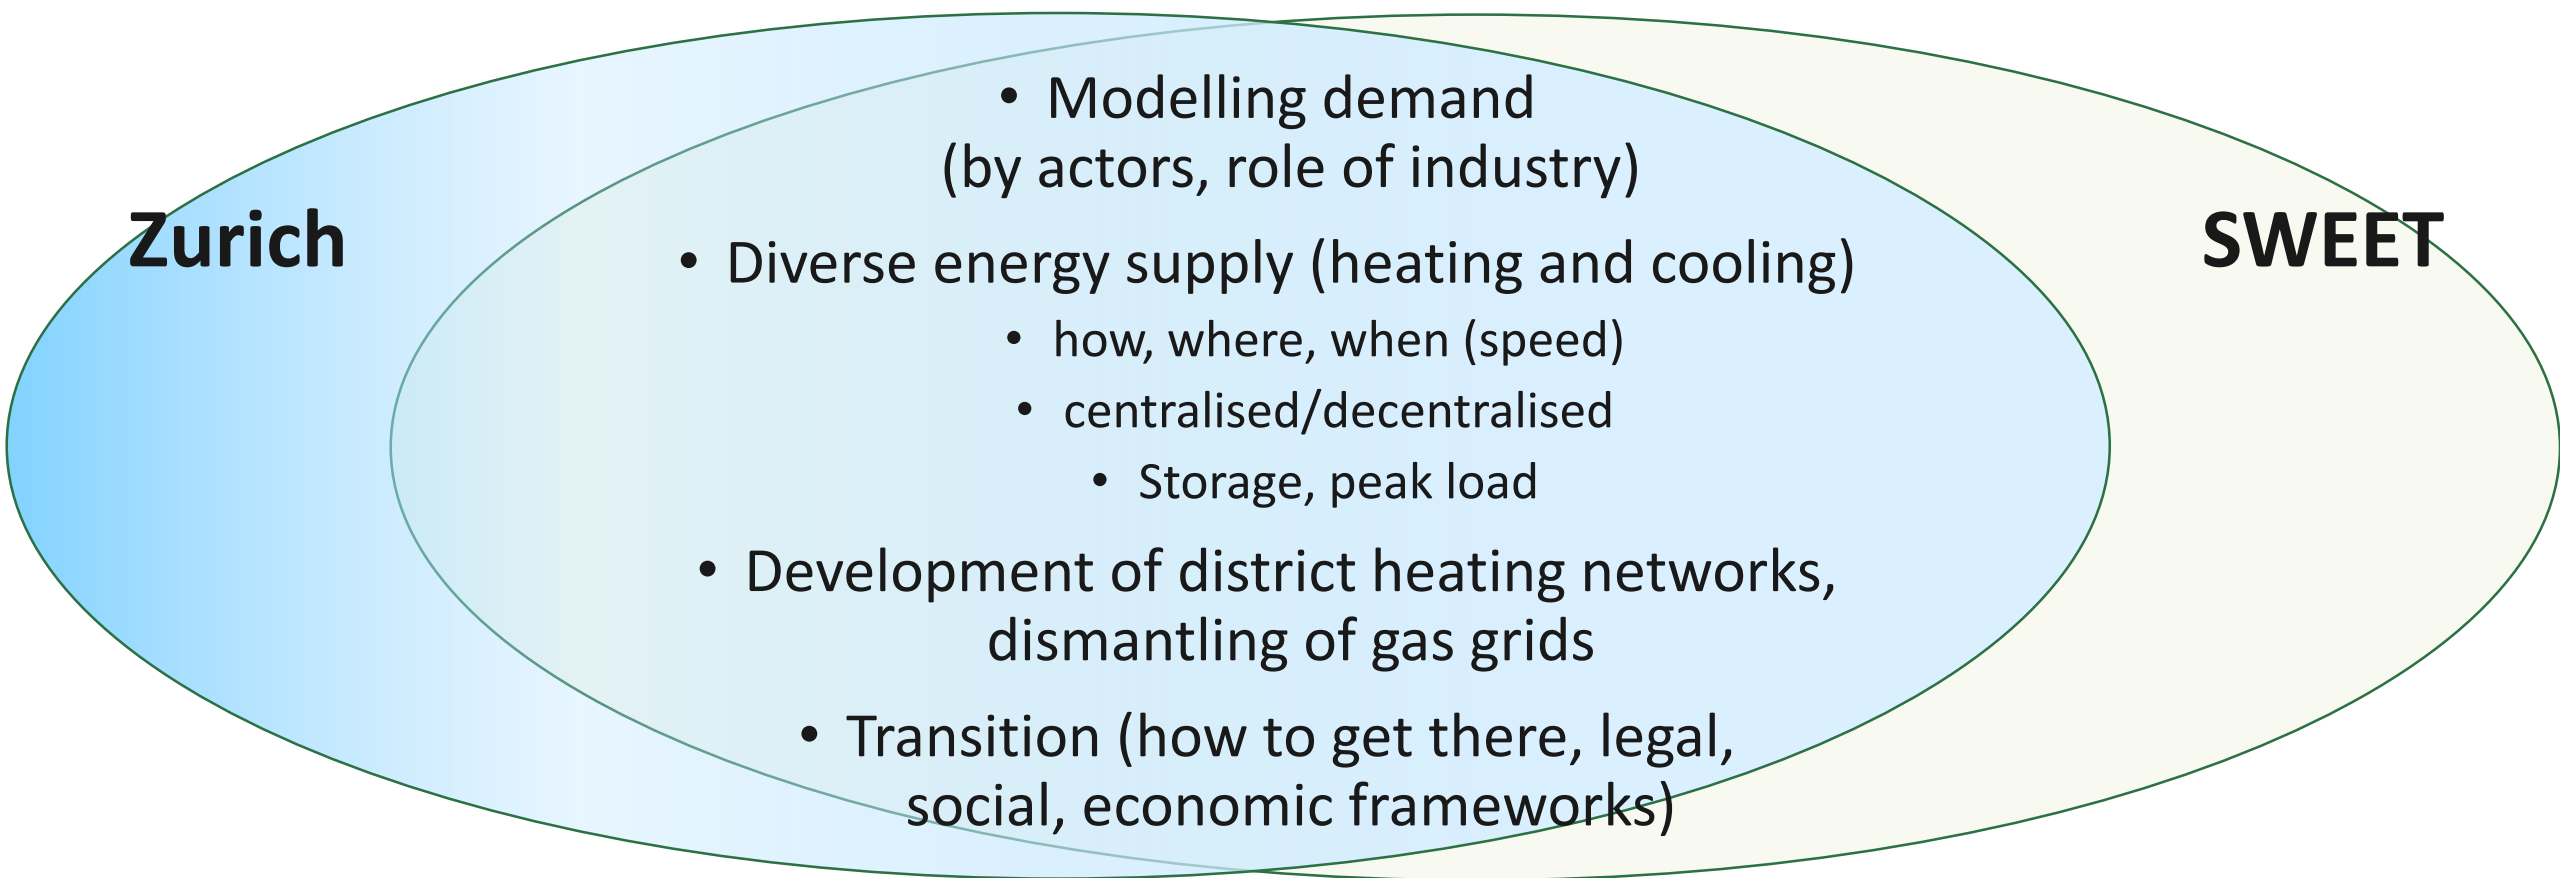 • Modelling demand
(by actors, role of industry)
Zurich
SWEET
• Diverse energy supply (heating and cooling)
• how, where, when (speed)
• centralised/decentralised
• Storage, peak load
• Development of district heating networks,
dismantling of gas grids
• Transition (how to get there, legal,
social, economic frameworks)